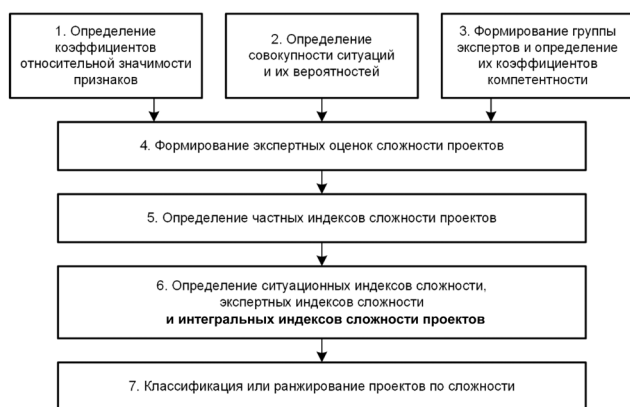 1. Определение
коэффициентов
относительной значимости
признаков
2. Определение
совокупности ситуаций
и их вероятностей
3. Формирование группы
экспертов и определение
их коэффициентов
компетентности
4. Формирование экспертных оценок сложности проектов
5. Определение частных индексов сложности проектов
6. Определение ситуационных индексов сложности,
экспертных индексов сложности
и интегральных индексов сложности проектов
7. Классификация или ранжирование проектов по сложности